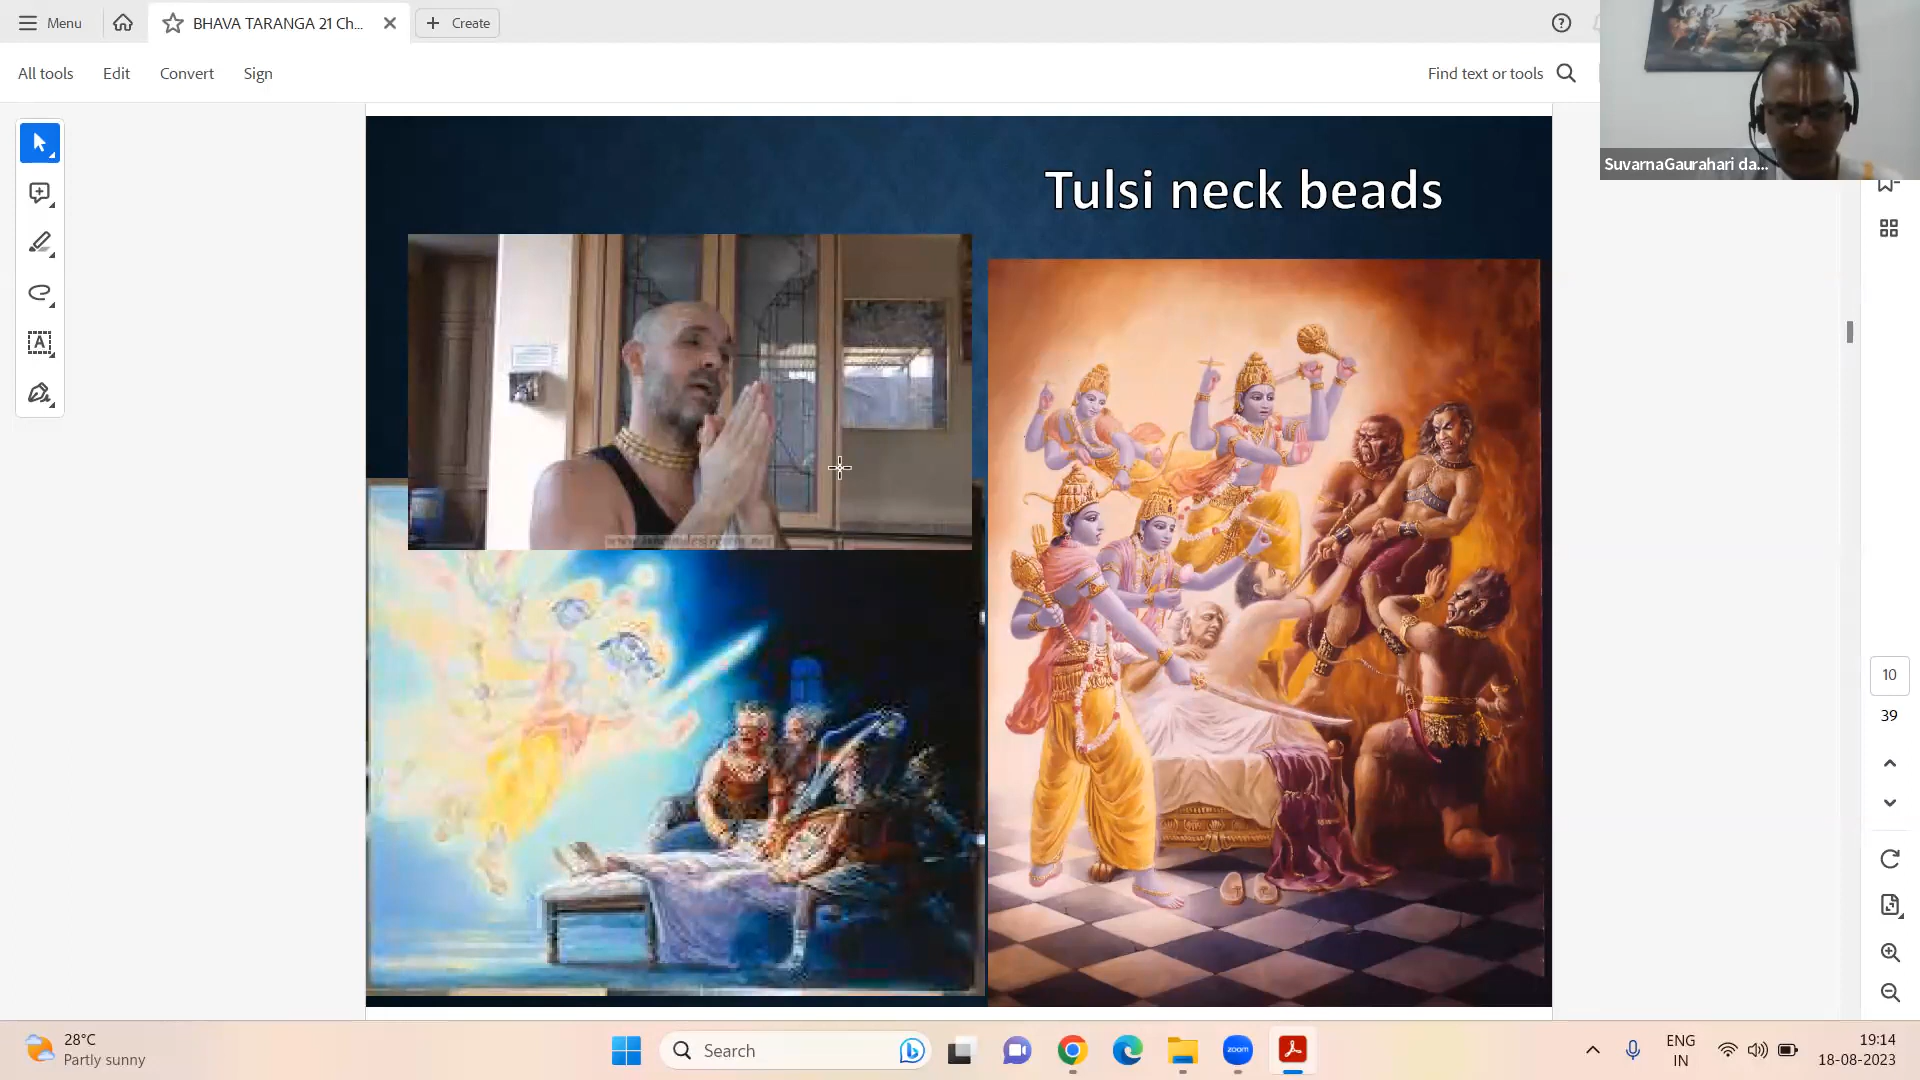 Menu
BHAVA TARANGA 21 Ch...
Create
All tools
Edit
Convert
Sign
Find text or tools
SuvarnaGaurahari da...
Tulsi neck beads
10
39
28°C
Partly sunny
Search
zoom
ENG
IN
19:14
18-08-2023